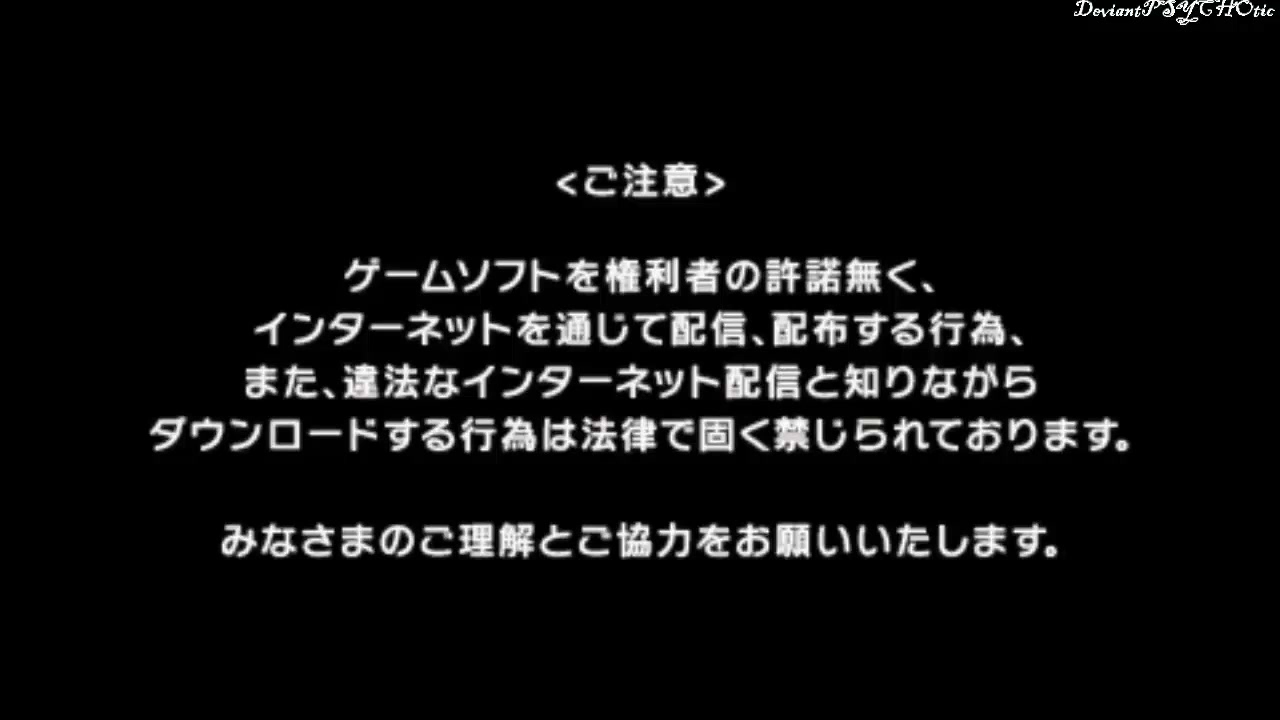 DeviantPSYCHOtic
<ご注意>
ゲームソフトを権利者の許諾無く、
インターネットを通じて配信、配布する行為、
また、違法なインターネット配信と知りながら
ダウンロードする行為は法律で固く禁じられております。
みなさまのご理解とご協力をお願いいたします。